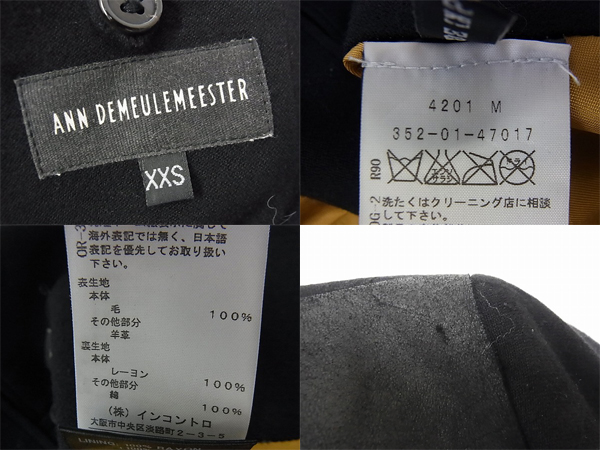 ANN DEMEULEMEESTER
XXS
4201 M
352-01-47017
R90
洗たくはクリーニング店に相談
して下さい。
海外表記では無く、日本語
表記を優先してお取り扱い
下さい。
表生地
本体
毛 100%
その他部分
羊革
裏生地 100%
本体
レーヨン
その他部分 100%
綿
100%
(株) インコントロ
大阪市中央区淡路町2-3-5
LINING: 100% RAYON